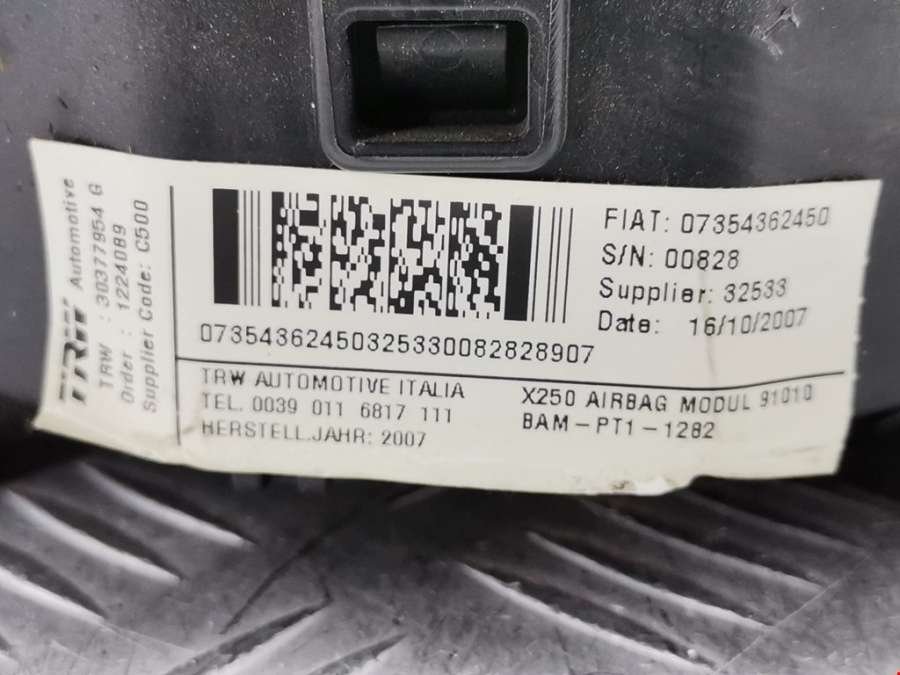 TRW Automotive
TRW : 30377954 G
Order : 1224089
Supplier Code: C500
FIAT: 07354362450
S/N: 00828
Supplier: 32533
Date: 16/10/2007
07354362450325330082828907
TRW AUTOMOTIVE ITALIA
TEL. 0039 011 6817 111
HERSTELL.JAHR: 2007
X250 AIRBAG MODUL 91010
BAM-PT1-1282